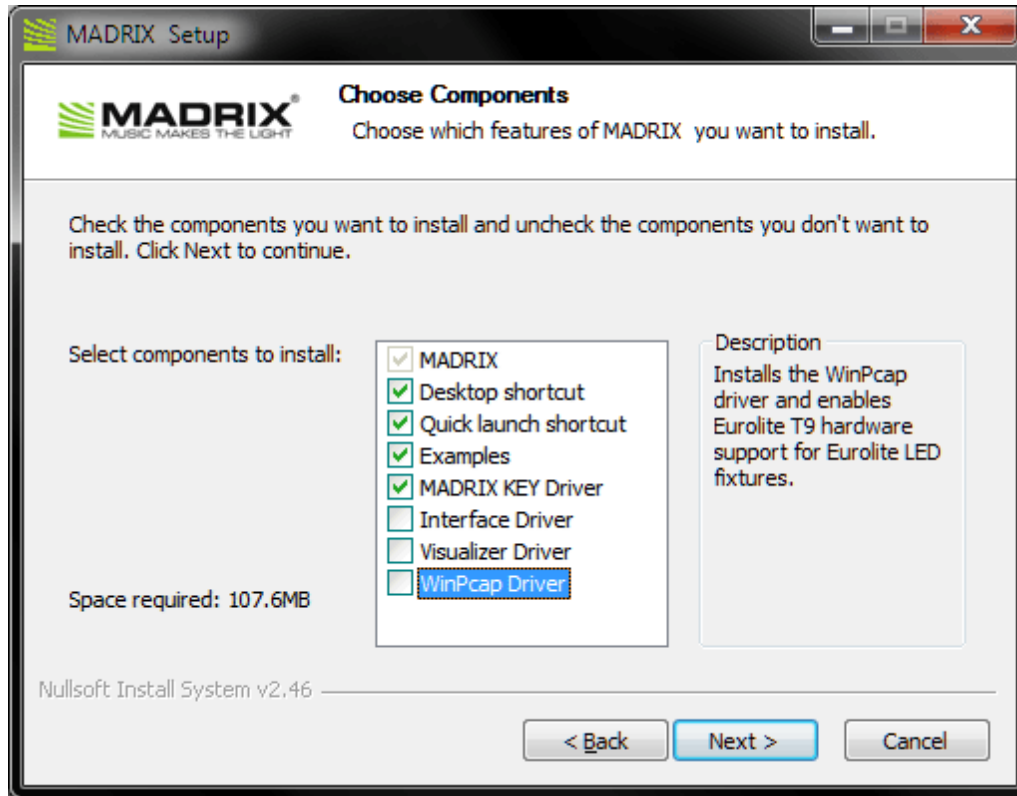 MADRIX Setup
MADRIX®
MUSIC MAKES THE LIGHT
Choose Components
Choose which features of MADRIX you want to install.
Check the components you want to install and uncheck the components you don't want to
install. Click Next to continue.
Select components to install:
MADRIX
Desktop shortcut
Quick launch shortcut
Examples
MADRIX KEY Driver
Interface Driver
Visualizer Driver
WinPcap Driver
Space required: 107.6MB
Description
Installs the WinPcap
driver and enables
Eurolite T9 hardware
support for Eurolite LED
fixtures.
Nullsoft Install System v2.46
< Back
Next >
Cancel